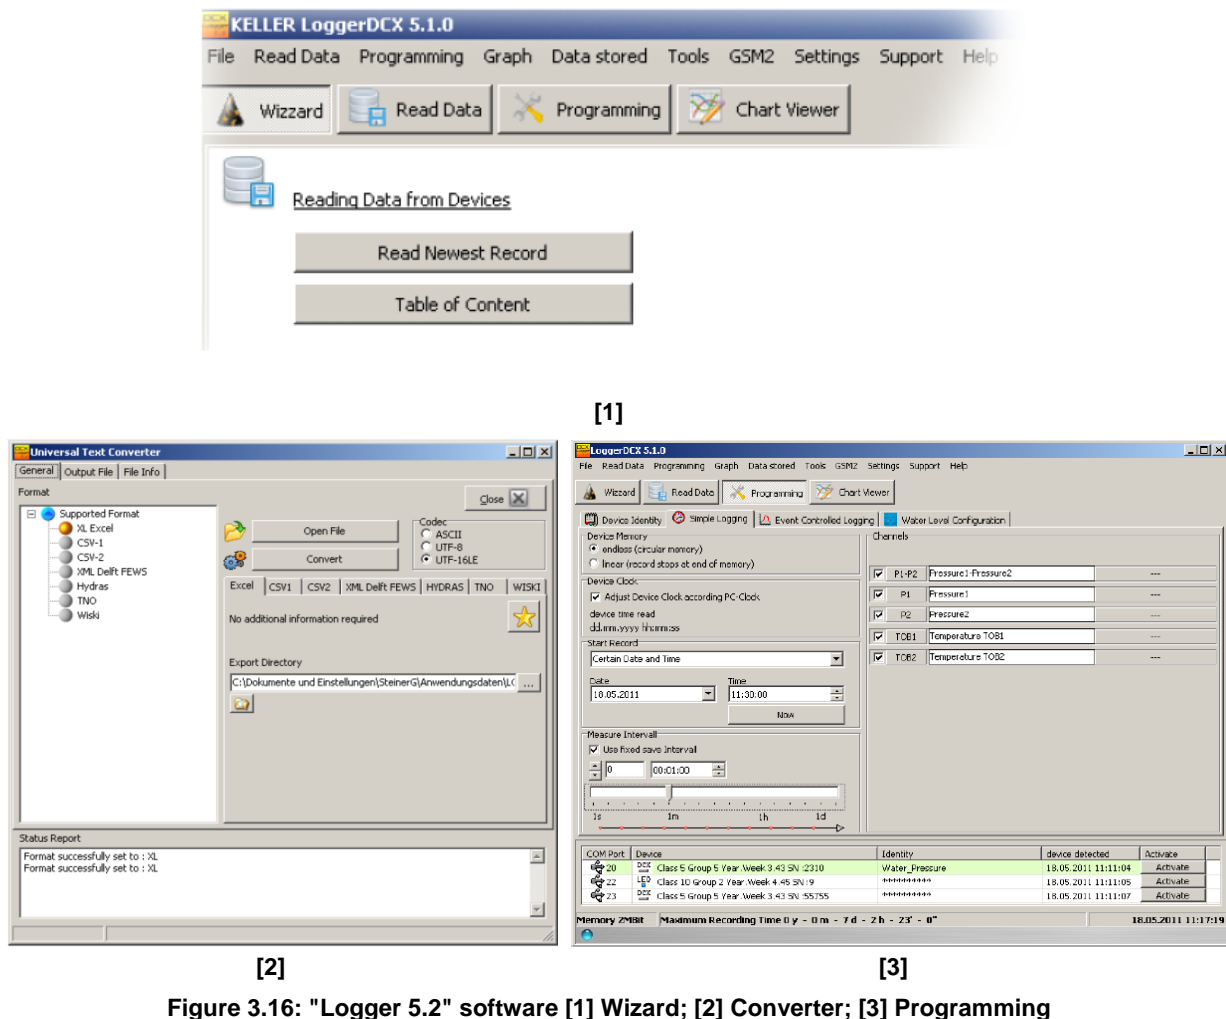 KELLER LoggerDCX 5.1.0
File Read Data Programming Graph Data stored Tools GSM2 Settings Support Help
Wizzard Read Data Programming Chart Viewer
Reading Data from Devices
Read Newest Record
Table of Content
[1]
Universal Text Converter
General Output File File Info
Format
Close
Supported Format
XL Excel
CSV-1
CSV-2
XML Delft FEWS
Hydras
TNO
Wiski
Open File
Convert
Codec
ASCII
UTF-8
UTF-16LE
Excel CSV1 CSV2 XML Delft FEWS HYDRAS TNO WISKI
No additional information required
Export Directory
C:\Dokumente und Einstellungen\SteinerG\Anwendungsdaten\L
...
Status Report
Format successfully set to : XL
Format successfully set to : XL
[2]
LoggerDCX 5.1.0
File Read Data Programming Graph Data stored Tools GSM2 Settings Support Help
Wizzard Read Data Programming Chart Viewer
Device Identity Simple Logging Event Controlled Logging Water Level Configuration
Device Memory
endless (circular memory)
linear (record stops at end of memory)
Device Clock
Adjust Device Clock according PC-Clock
device time read
dd.mm.yyyy hh:mm:ss
Start Record
Certain Date and Time
Date Time
18.05.2011 11:30:00
Now
Measure Intervall
Use fixed save Interval
0 00:01:00
1s 1m 1h 1d
Channels
P1-P2 Pressure1-Pressure2 ---
P1 Pressure1 ---
P2 Pressure2 ---
TOB1 Temperature TOB1 ---
TOB2 Temperature TOB2 ---
COM Port Device Identity device detected Activate
20 DCX Class 5 Group 5 Year.Week 3.43 SN :2310 Water_Pressure 18.05.2011 11:11:04 Activate
22 LEO Class 10 Group 2 Year.Week 4.45 SN :9 ********** 18.05.2011 11:11:05 Activate
23 DCX Class 5 Group 5 Year.Week 3.43 SN :55755 ********** 18.05.2011 11:11:07 Activate
Memory 2MBit Maximum Recording Time 0 y - 0 m - 7 d - 2 h - 23' - 0" 18.05.2011 11:17:19
[3]
Figure 3.16: "Logger 5.2" software [1] Wizard; [2] Converter; [3] Programming